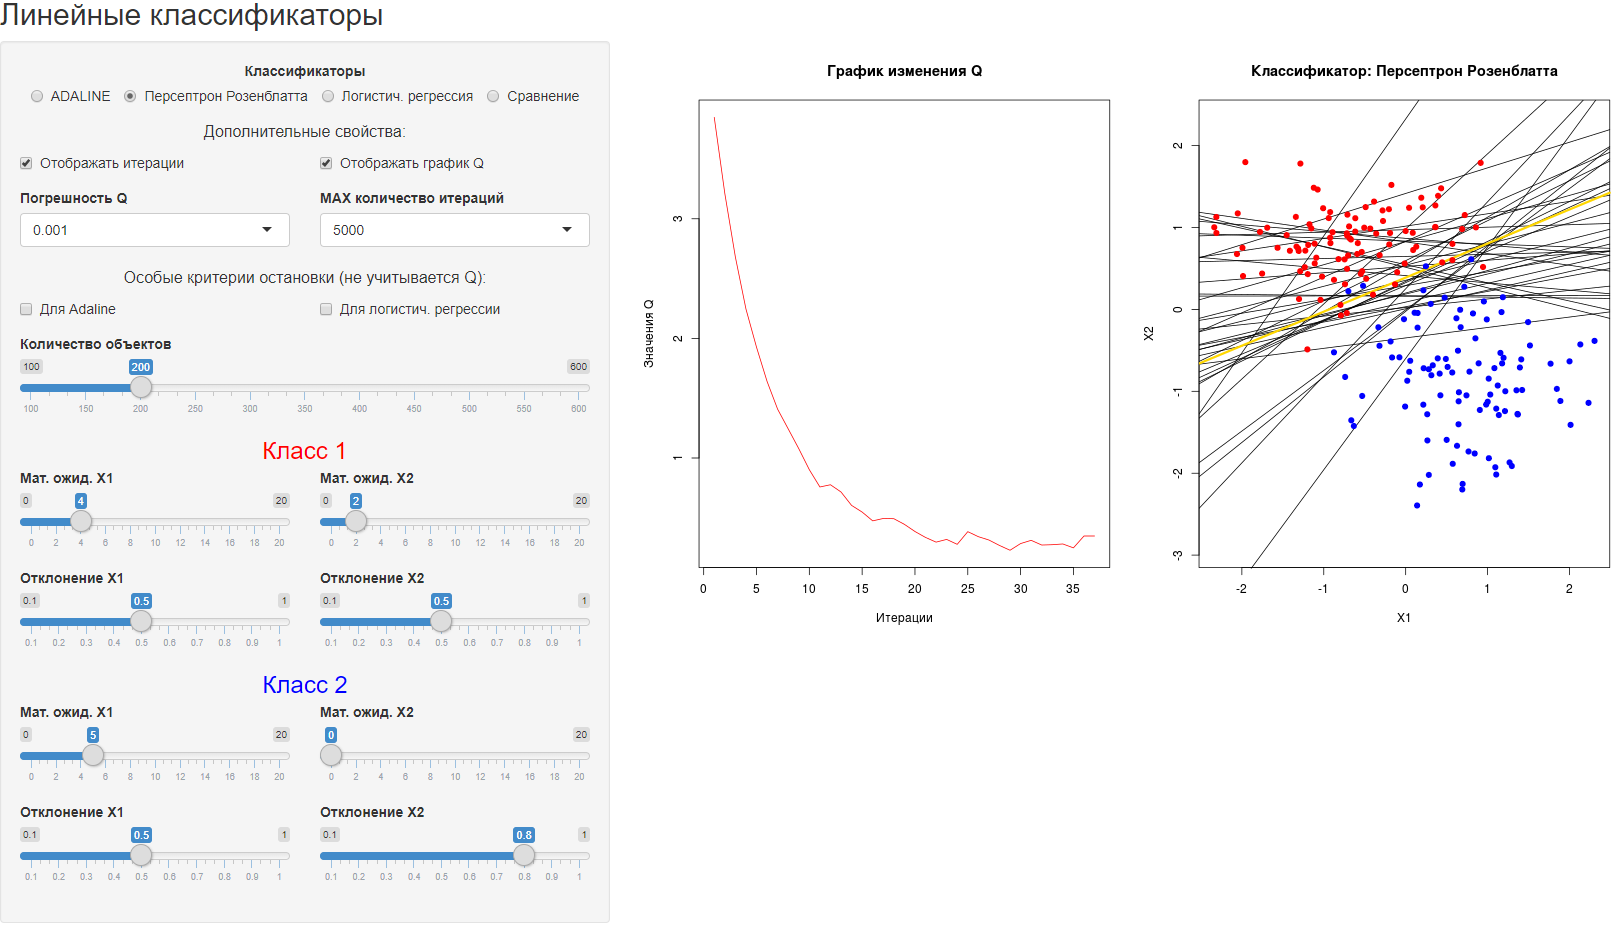 Линейные классификаторы
Классификаторы
ADALINE Персептрон Розенблатта Логистич. регрессия Сравнение
Дополнительные свойства:
Отображать итерации Отображать график Q
Погрешность Q MAX количество итераций
0.001 5000
Особые критерии остановки (не учитывается Q):
Для Adaline Для логистич. регрессии
Количество объектов
100 200 600
100 150 200 250 300 350 400 450 500 550 600
Класс 1
Мат. ожид. X1 Мат. ожид. X2
0 4 20 0 2 20
0 2 4 6 8 10 12 14 16 18 20 0 2 4 6 8 10 12 14 16 18 20
Отклонение X1 Отклонение X2
0.1 0.5 1 0.1 0.5 1
0.1 0.2 0.3 0.4 0.5 0.6 0.7 0.8 0.9 1 0.1 0.2 0.3 0.4 0.5 0.6 0.7 0.8 0.9 1
Класс 2
Мат. ожид. X1 Мат. ожид. X2
0 5 20 0 20
0 2 4 6 8 10 12 14 16 18 20 0 2 4 6 8 10 12 14 16 18 20
Отклонение X1 Отклонение X2
0.1 0.5 1 0.1 0.8 1
0.1 0.2 0.3 0.4 0.5 0.6 0.7 0.8 0.9 1 0.1 0.2 0.3 0.4 0.5 0.6 0.7 0.8 0.9 1
График изменения Q
Значения Q
3
2
1
0 5 10 15 20 25 30 35
Итерации
Классификатор: Персептрон Розенблатта
X2
2
1
0
-1
-2
-3
-2 -1 0 1 2
X1